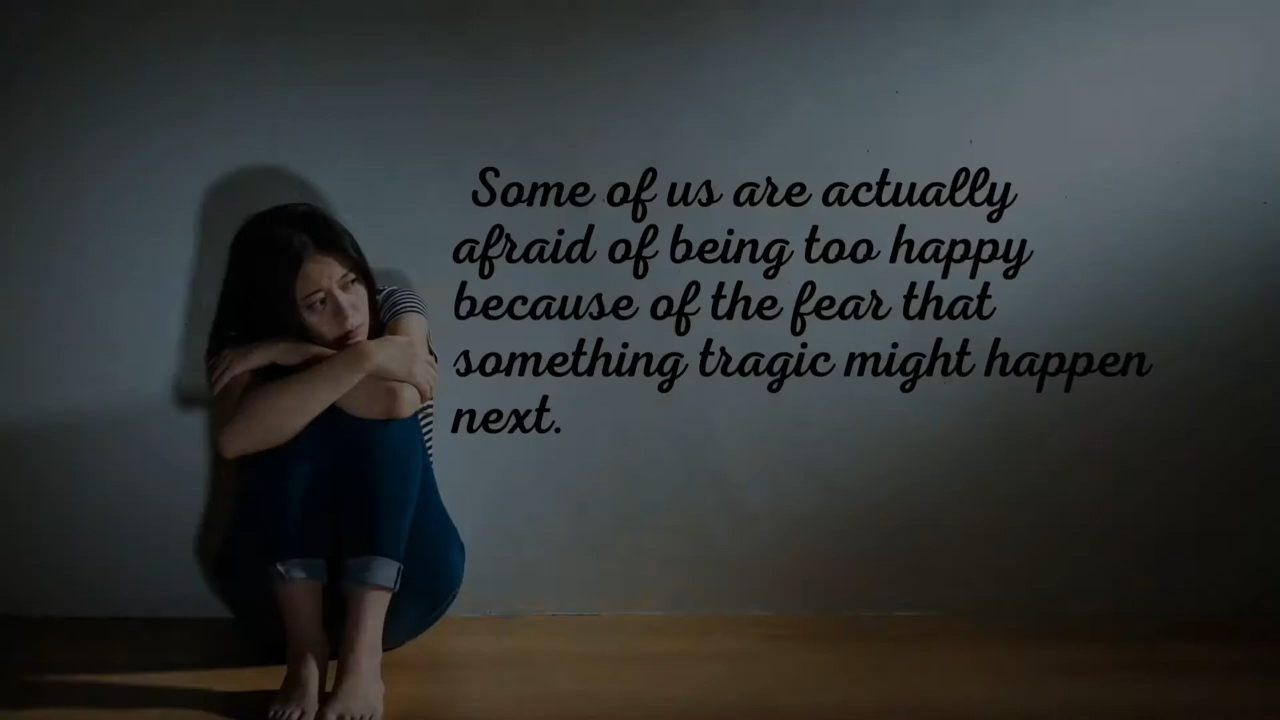 Some of us are actually
afraid of being too happy
because of the fear that
something tragic might happen
next.